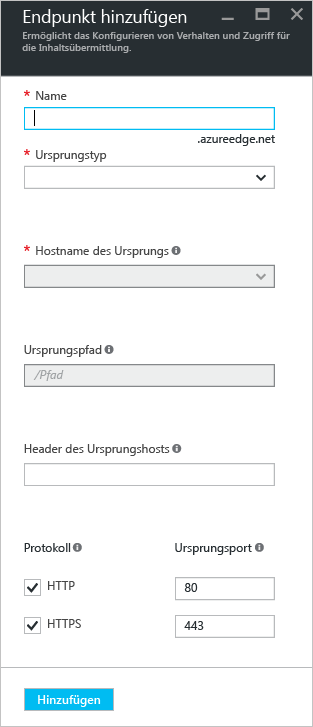 Endpunkt hinzufügen
Ermöglicht das Konfigurieren von Verhalten und Zugriff für
die Inhaltsübermittlung.
* Name
.azureedge.net
* Ursprungstyp
* Hostname des Ursprungs
Ursprungspfad
/Pfad
Header des Ursprungshosts
Protokoll Ursprungsport
HTTP 80
HTTPS 443
Hinzufügen